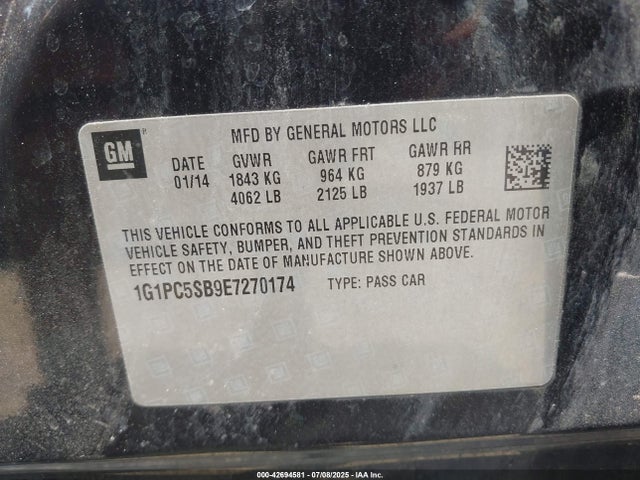 GM
MFD BY GENERAL MOTORS LLC
DATE GVWR GAWR FRT GAWR RR
01/14 1843 KG 964 KG 879 KG
4062 LB 2125 LB 1937 LB
THIS VEHICLE CONFORMS TO ALL APPLICABLE U.S. FEDERAL MOTOR
VEHICLE SAFETY, BUMPER, AND THEFT PREVENTION STANDARDS IN
EFFECT ON THE DATE OF MANUFACTURE SHOWN ABOVE.
1G1PC5SB9E7270174 TYPE: PASS CAR
000-42694581 | 07/08/2025 - IAA Inc.